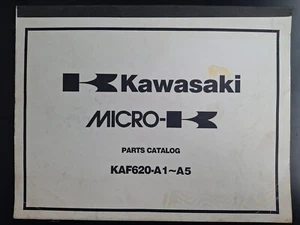 Kawasaki
MICRO-K
PARTS CATALOG
KAF620-A1~A5